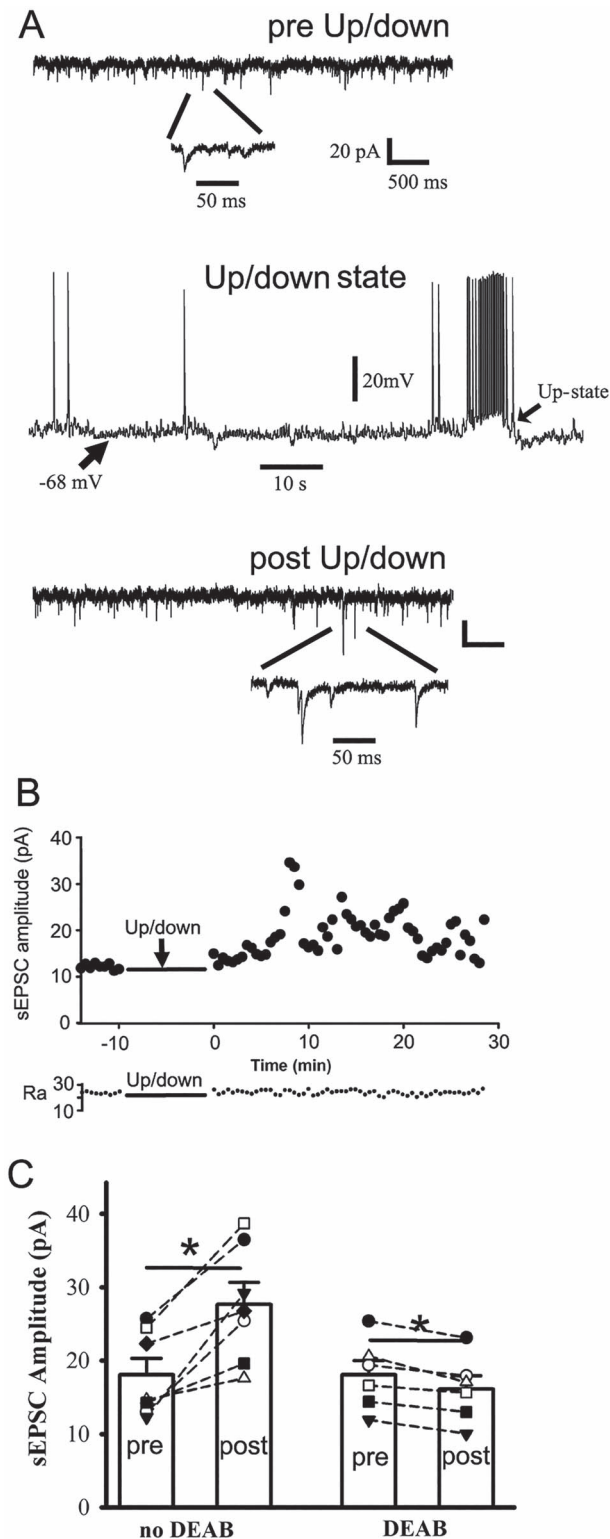 A
pre Up/down
20 pA
500 ms
50 ms
Up/down state
20mV
Up-state
-68 mV
10 s
post Up/down
50 ms
B
sEPSC amplitude (pA)
40
30
20
10
0
Up/down
-10
0
10
20
30
Time (min)
Ra
30
10
Up/down
C
sEPSC Amplitude (pA)
40
30
20
10
0
*
*
pre
post
pre
post
no DEAB
DEAB